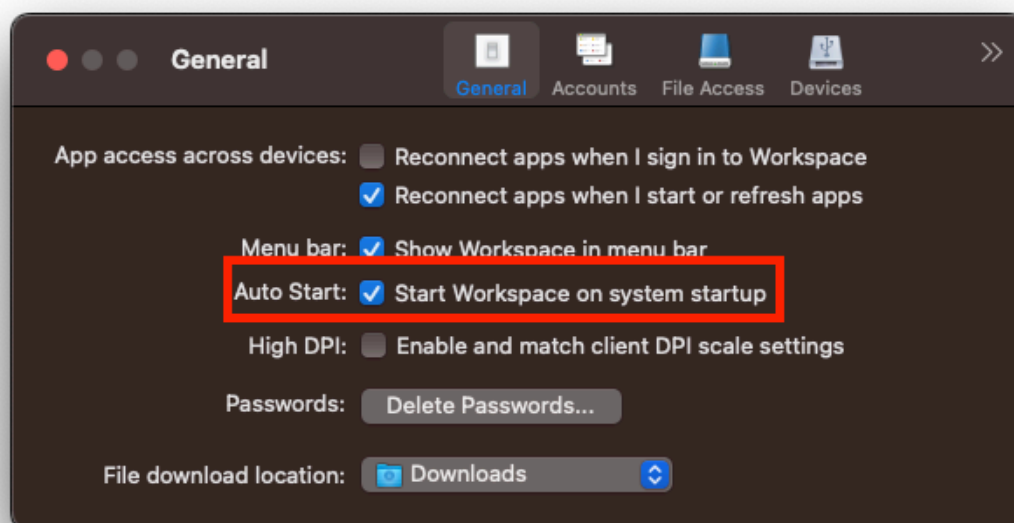 General
General Accounts File Access Devices
App access across devices: Reconnect apps when I sign in to Workspace
Reconnect apps when I start or refresh apps
Menu bar: Show Workspace in menu bar
Auto Start: Start Workspace on system startup
High DPI: Enable and match client DPI scale settings
Passwords: Delete Passwords...
File download location: Downloads